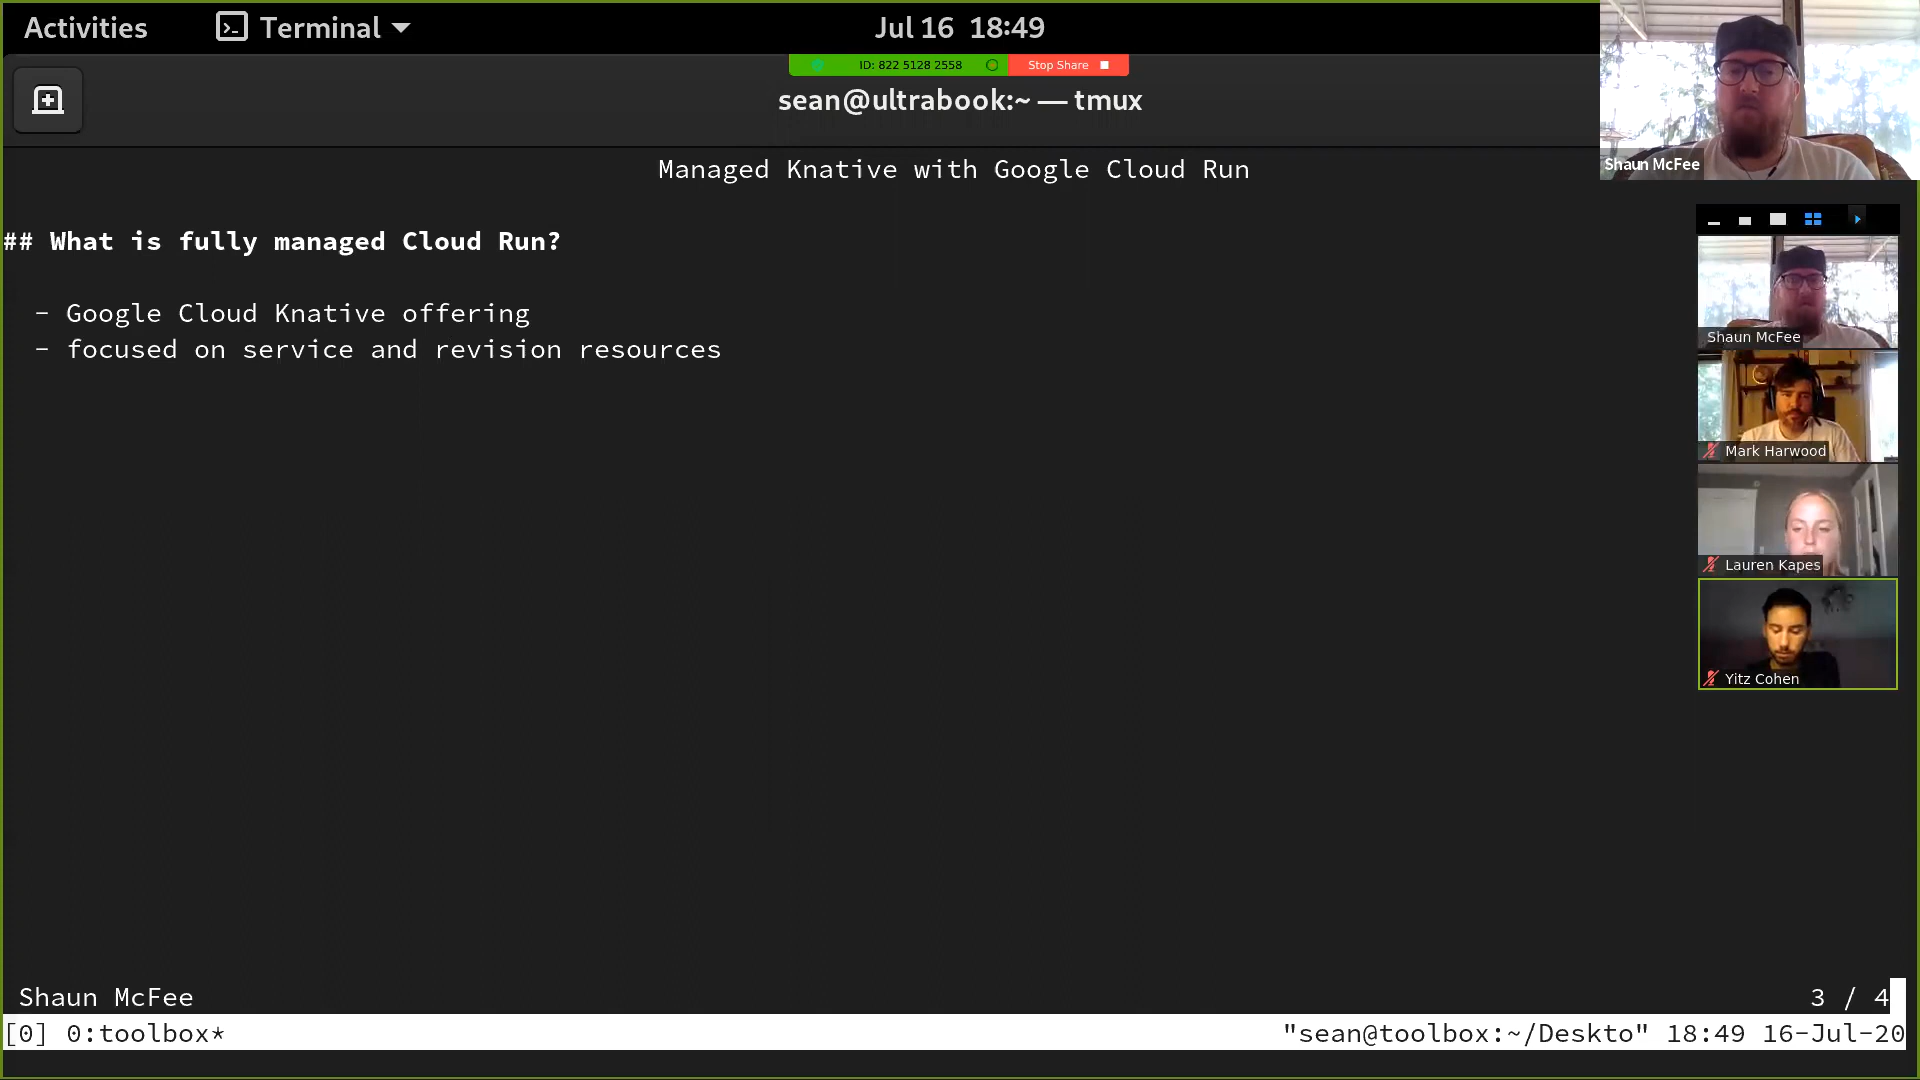 Activities Terminal Jul 16 18:49
ID: 822 5128 2558 Stop Share
sean@ultrabook:~ — tmux
Shaun McFee
Managed Knative with Google Cloud Run
## What is fully managed Cloud Run?
- Google Cloud Knative offering
- focused on service and revision resources
Shaun McFee
Mark Harwood
Lauren Kapes
Yitz Cohen
Shaun McFee 3 / 4
[0] 0:toolbox* "sean@toolbox:~/Deskto" 18:49 16-Jul-20